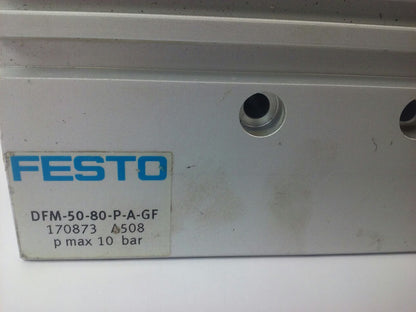 FESTO
DFM-50-80-P-A-GF
170873 A508
p max 10 bar